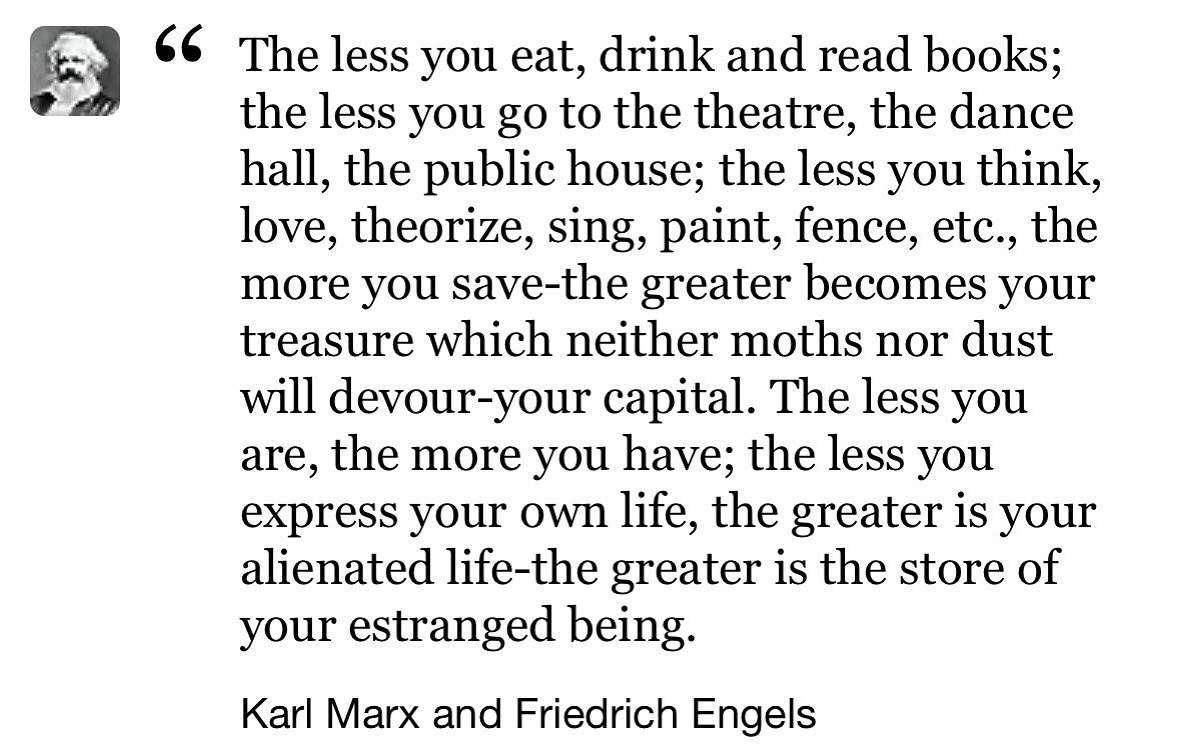 “ The less you eat, drink and read books;
the less you go to the theatre, the dance
hall, the public house; the less you think,
love, theorize, sing, paint, fence, etc., the
more you save-the greater becomes your
treasure which neither moths nor dust
will devour-your capital. The less you
are, the more you have; the less you
express your own life, the greater is your
alienated life-the greater is the store of
your estranged being.
Karl Marx and Friedrich Engels